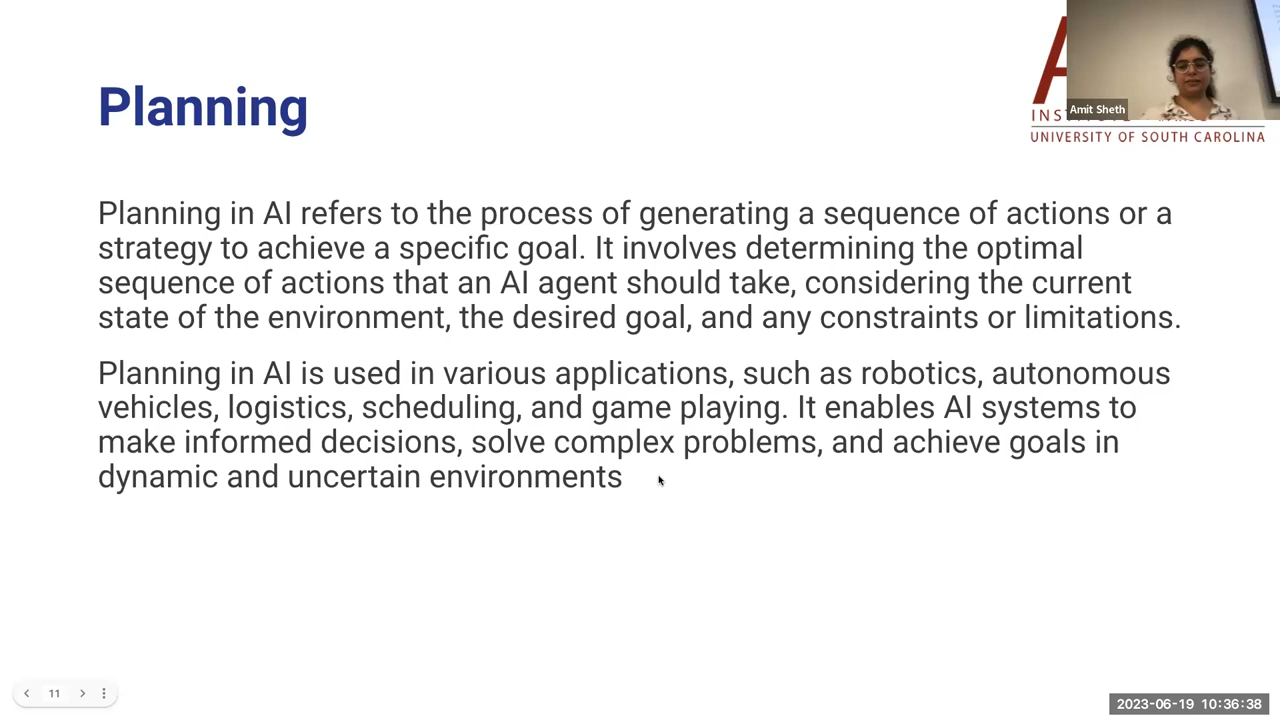 Planning
Amit Sheth
UNIVERSITY OF SOUTH CAROLINA
Planning in AI refers to the process of generating a sequence of actions or a
strategy to achieve a specific goal. It involves determining the optimal
sequence of actions that an AI agent should take, considering the current
state of the environment, the desired goal, and any constraints or limitations.
Planning in AI is used in various applications, such as robotics, autonomous
vehicles, logistics, scheduling, and game playing. It enables AI systems to
make informed decisions, solve complex problems, and achieve goals in
dynamic and uncertain environments
11
2023-06-19 10:36:38